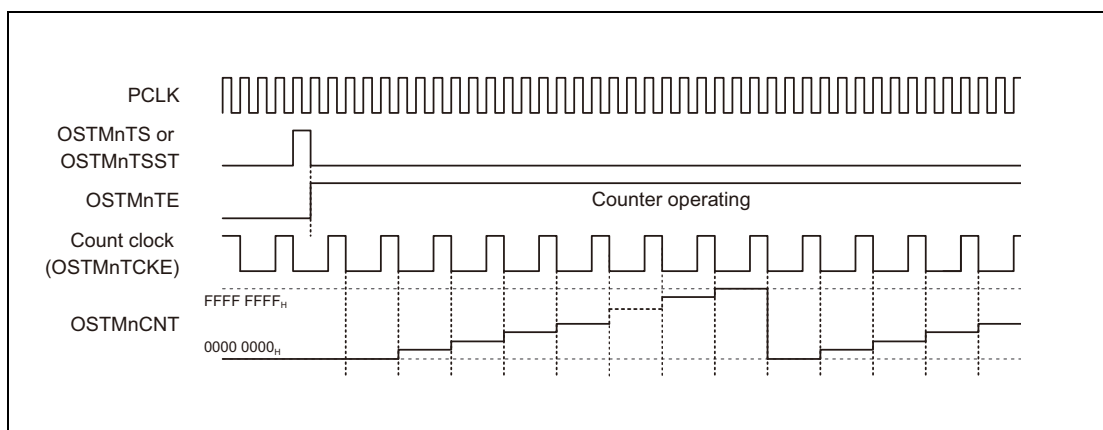 PCLK
OSTMnTS or
OSTMnTSST
OSTMnTE
Counter operating
Count clock
(OSTMnTCKE)
FFFF FFFFH
OSTMnCNT
0000 0000H